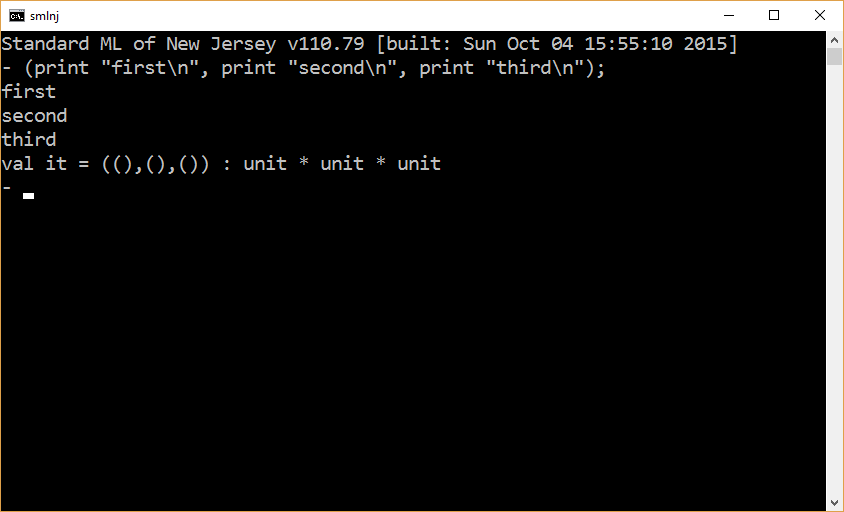 smlnj
Standard ML of New Jersey v110.79 [built: Sun Oct 04 15:55:10 2015]
- (print "first\n", print "second\n", print "third\n");
first
second
third
val it = ((),(),()) : unit * unit * unit
-